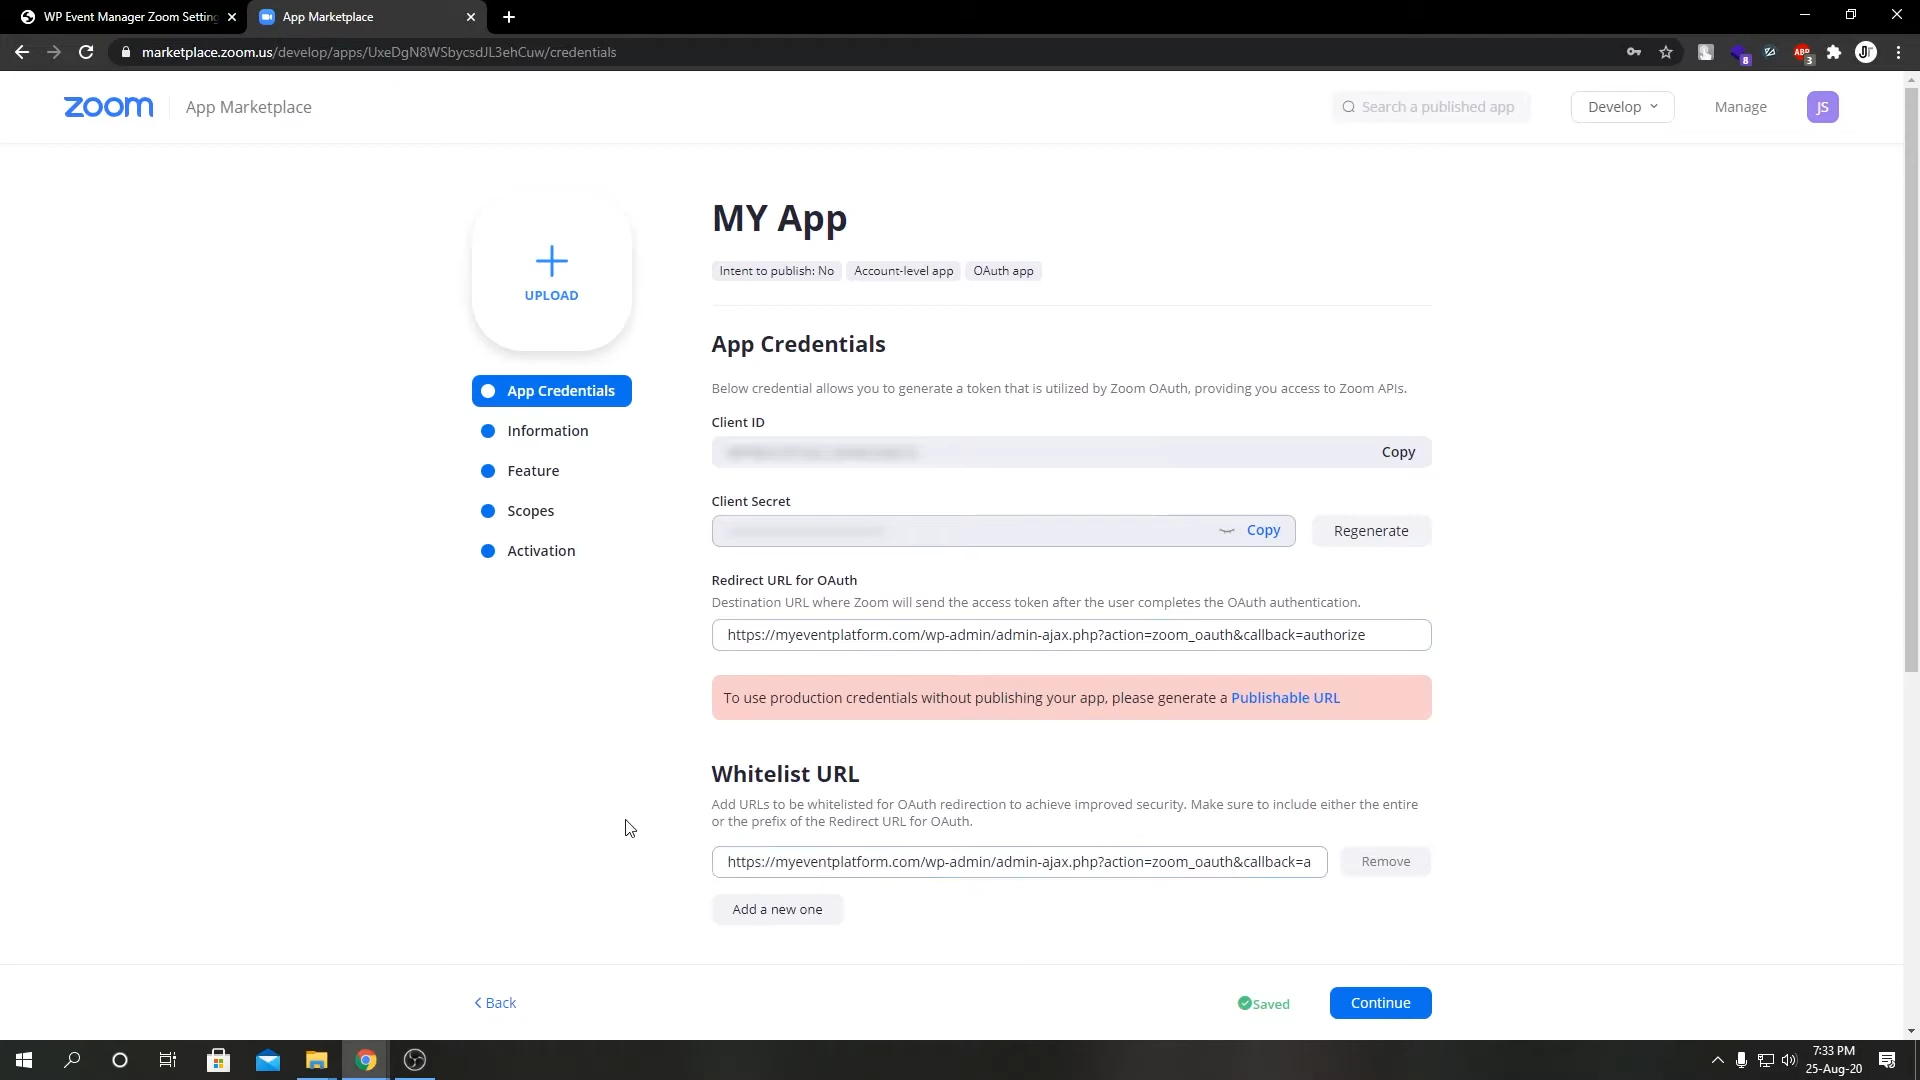 WP Event Manager Zoom Setting
App Marketplace
marketplace.zoom.us/develop/apps/UxeDgN8WSbycsdJL3ehCuw/credentials
8
ABP
3
zoom
App Marketplace
Search a published app
Develop
Manage
JS
UPLOAD
MY App
Intent to publish: No
Account-level app
OAuth app
App Credentials
Information
Feature
Scopes
Activation
App Credentials
Below credential allows you to generate a token that is utilized by Zoom OAuth, providing you access to Zoom APIs.
Client ID
Copy
Client Secret
Copy
Regenerate
Redirect URL for OAuth
Destination URL where Zoom will send the access token after the user completes the OAuth authentication.
https://myeventplatform.com/wp-admin/admin-ajax.php?action=zoom_oauth&callback=authorize
To use production credentials without publishing your app, please generate a Publishable URL
Whitelist URL
Add URLs to be whitelisted for OAuth redirection to achieve improved security. Make sure to include either the entire
or the prefix of the Redirect URL for OAuth.
https://myeventplatform.com/wp-admin/admin-ajax.php?action=zoom_oauth&callback=a
Remove
Add a new one
Back
Saved
Continue
7:33 PM
25-Aug-20